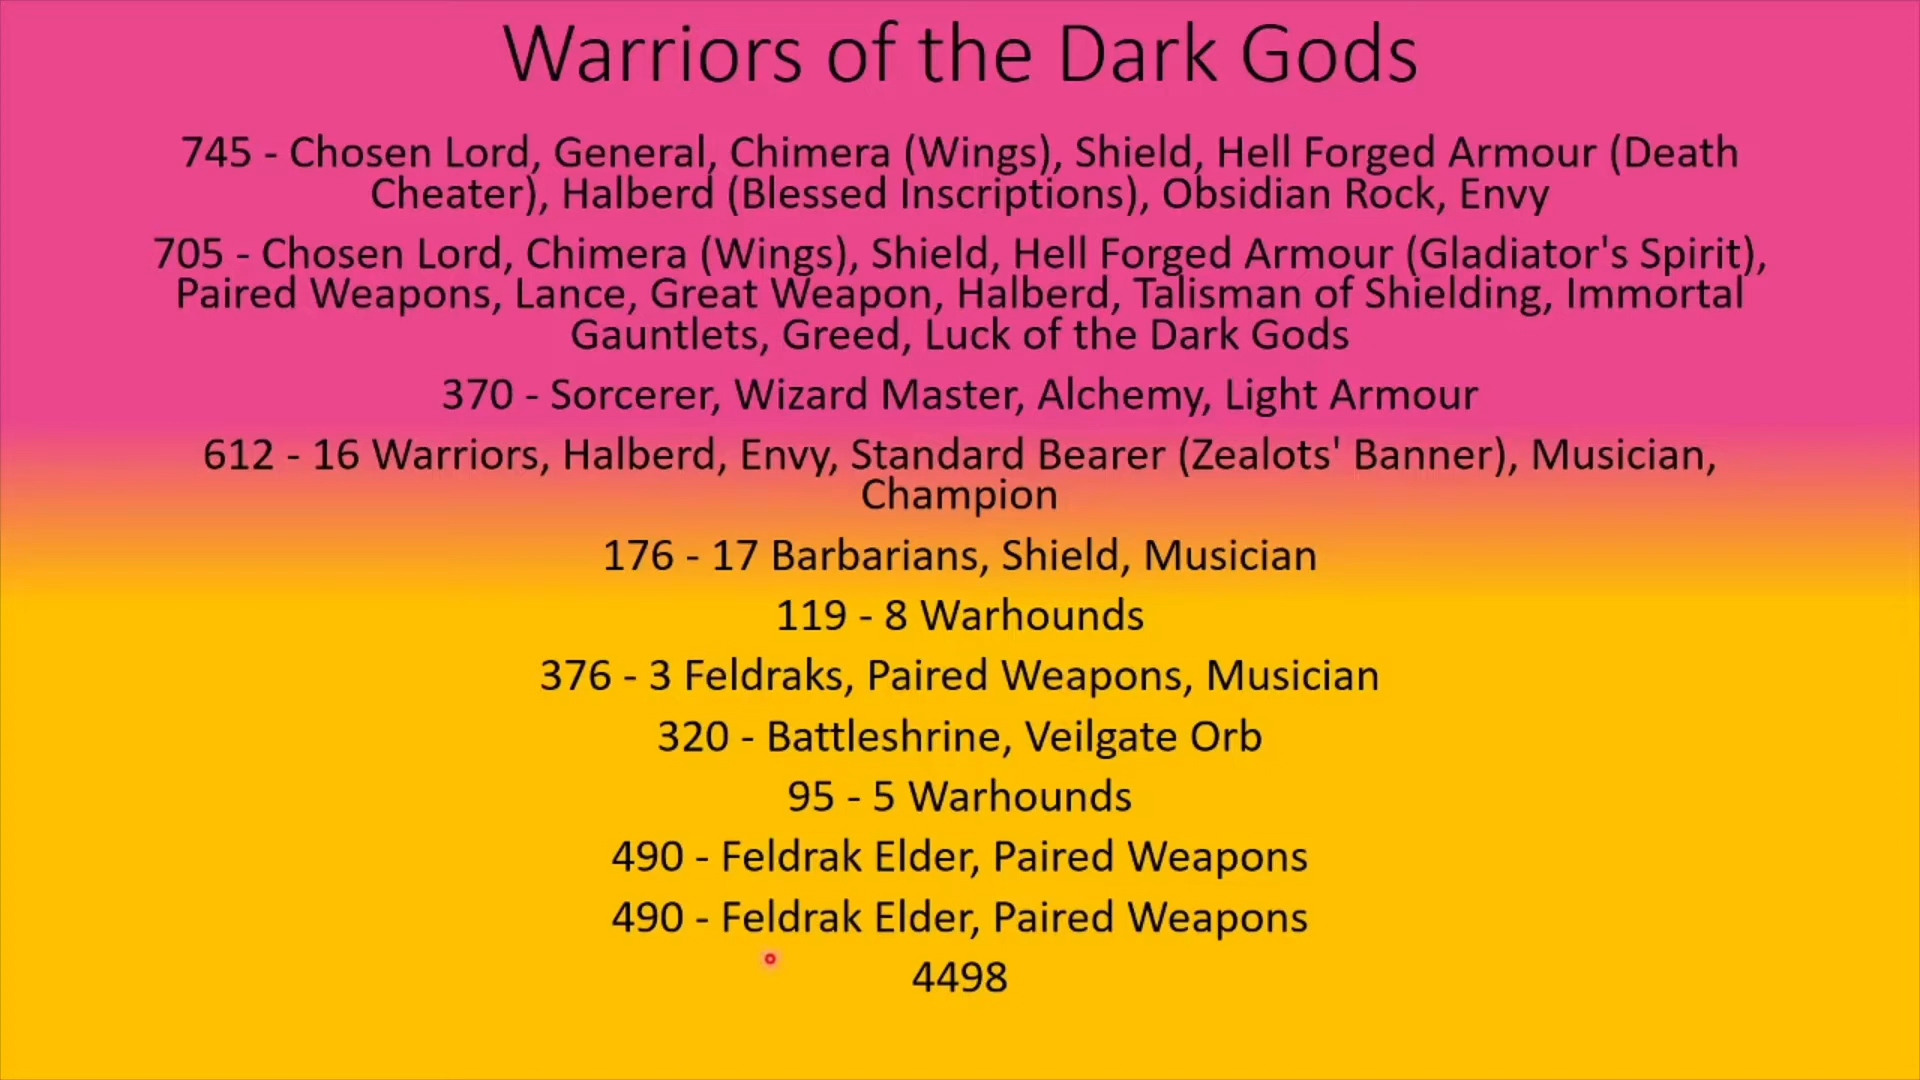 Warriors of the Dark Gods
745 - Chosen Lord, General, Chimera (Wings), Shield, Hell Forged Armour (Death
Cheater), Halberd (Blessed Inscriptions), Obsidian Rock, Envy
705 - Chosen Lord, Chimera (Wings), Shield, Hell Forged Armour (Gladiator's Spirit),
Paired Weapons, Lance, Great Weapon, Halberd, Talisman of Shielding, Immortal
Gauntlets, Greed, Luck of the Dark Gods
370 - Sorcerer, Wizard Master, Alchemy, Light Armour
612 - 16 Warriors, Halberd, Envy, Standard Bearer (Zealots' Banner), Musician,
Champion
176 - 17 Barbarians, Shield, Musician
119 - 8 Warhounds
376 - 3 Feldraks, Paired Weapons, Musician
320 - Battleshrine, Veilgate Orb
95 - 5 Warhounds
490 - Feldrak Elder, Paired Weapons
490 - Feldrak Elder, Paired Weapons
4498